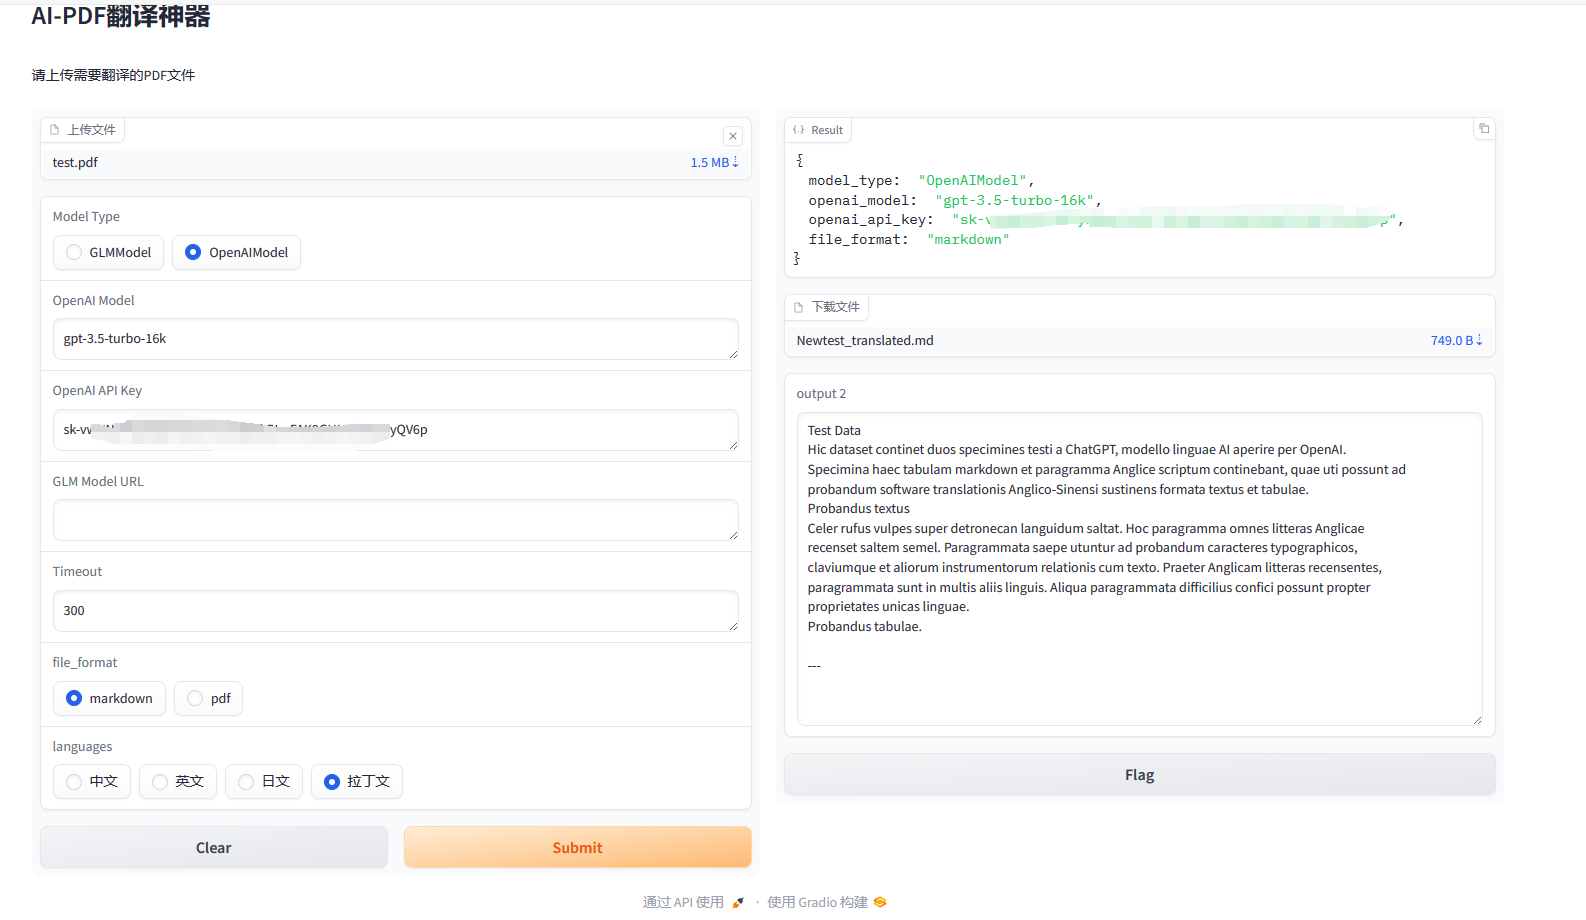 AI-PDF翻译神器
请上传需要翻译的PDF文件
上传文件
test.pdf
1.5 MB⇣
Model Type
GLMModel
OpenAIModel
OpenAI Model
gpt-3.5-turbo-16k
OpenAI API Key
sk-v yQV6p
GLM Model URL
Timeout
300
file_format
markdown
pdf
languages
中文
英文
日文
拉丁文
Clear
Submit
Result
{
model_type: "OpenAIModel",
openai_model: "gpt-3.5-turbo-16k",
openai_api_key: "sk-v p",
file_format: "markdown"
}
下载文件
Newtest_translated.md
749.0 B⇣
output 2
Test Data
Hic dataset continet duos specimines testi a ChatGPT, modello linguae AI aperire per OpenAI.
Specimina haec tabulam markdown et paragramma Anglice scriptum continebant, quae uti possunt ad
probandum software translationis Anglico-Sinensi sustinens formata textus et tabulae.
Probandus textus
Celer rufus vulpes super detronecan languidum saltat. Hoc paragramma omnes litteras Anglicae
recenset saltem semel. Paragrammata saepe utuntur ad probandum caracteres typographicos,
claviumque et aliorum instrumentorum relationis cum texto. Praeter Anglicam litteras recensentes,
paragrammata sunt in multis aliis linguis. Aliqua paragrammata difficilius confici possunt propter
proprietates unicas linguae.
Probandus tabulae.
---
Flag
通过 API 使用 · 使用 Gradio 构建